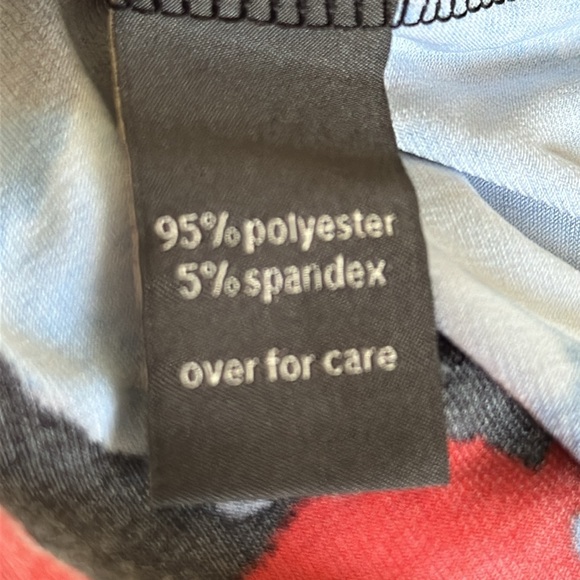 95% polyester
5% spandex
over for care